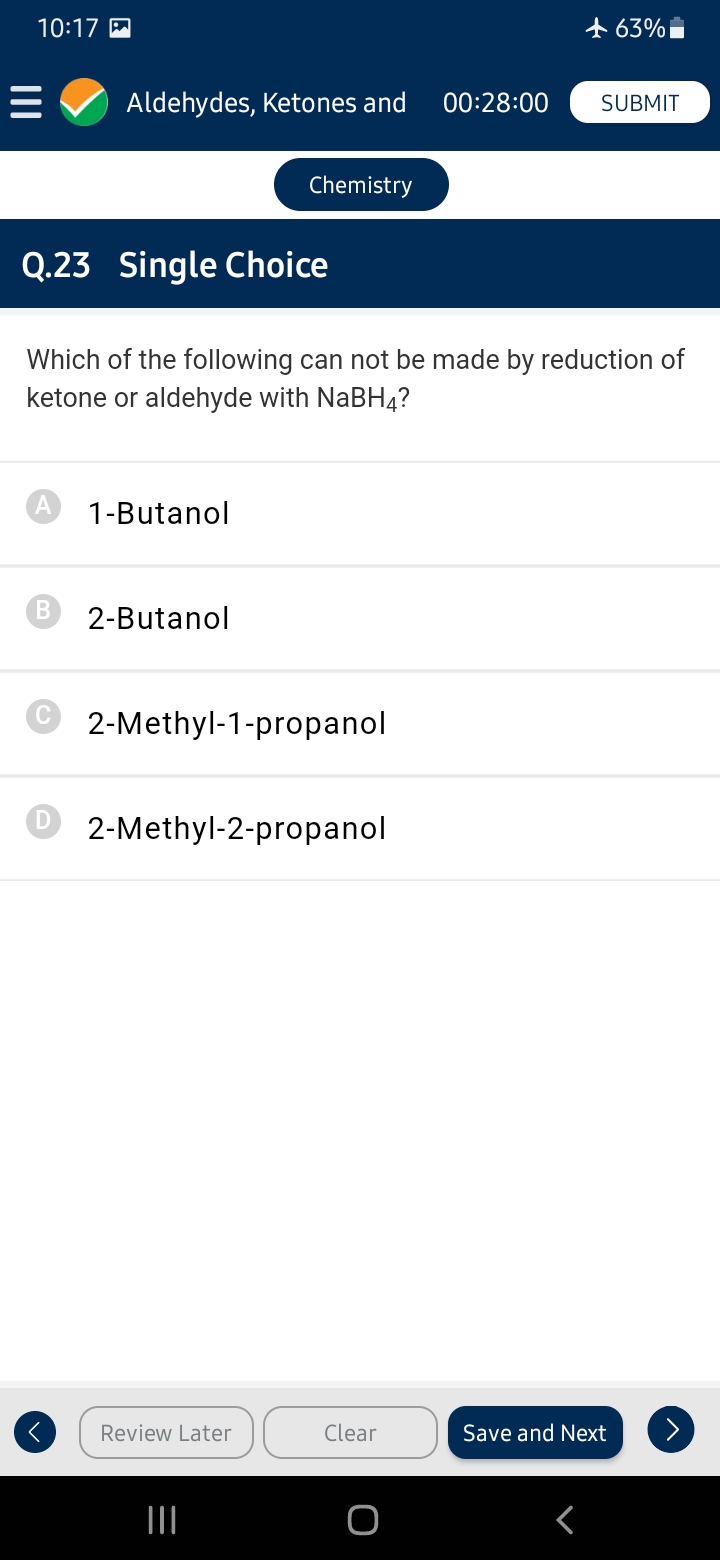 10:17 63%
Aldehydes, Ketones and 00:28:00 SUBMIT
Chemistry
Q.23 Single Choice
Which of the following can not be made by reduction of
ketone or aldehyde with NaBH₄?
A 1-Butanol
B 2-Butanol
C 2-Methyl-1-propanol
D 2-Methyl-2-propanol
Review Later Clear Save and Next